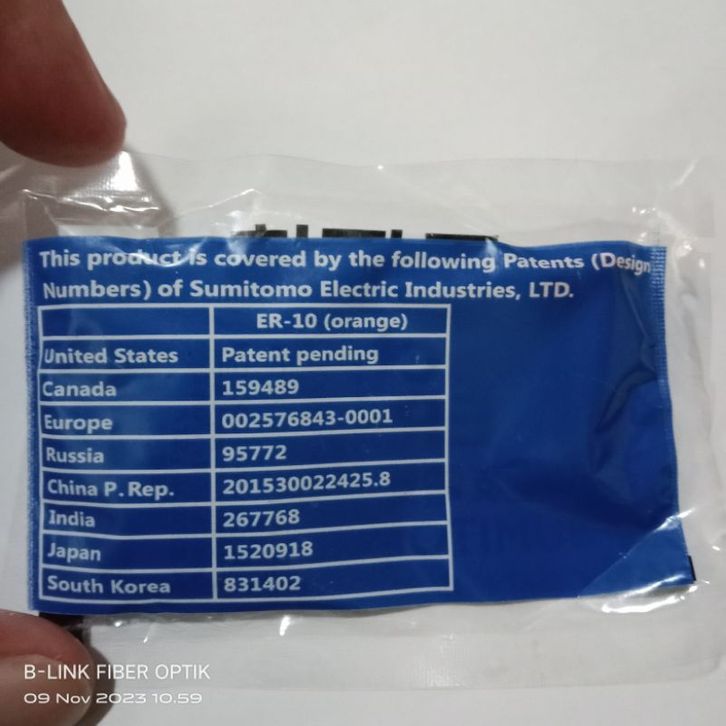 This product is covered by the following Patents (Design
Numbers) of Sumitomo Electric Industries, LTD.
ER-10 (orange)
United States Patent pending
Canada 159489
Europe 002576843-0001
Russia 95772
China P.Rep. 201530022425.8
India 267768
Japan 1520918
South Korea 831402
B-LINK FIBER OPTIK
09 Nov 2023 10.59